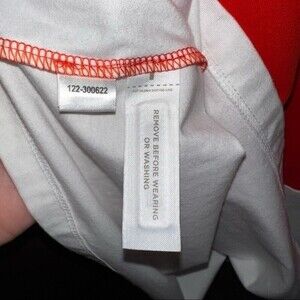 122-300622
REMOVE BEFORE WEARING
OR WASHING